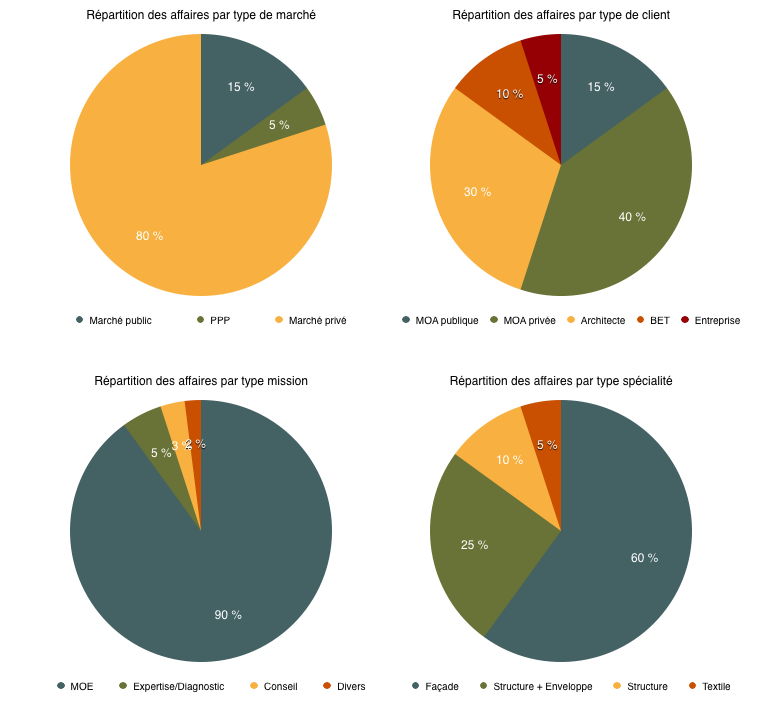 Répartition des affaires par type de marché
15 %
5 %
80 %
Marché public PPP Marché privé
Répartition des affaires par type de client
5 %
15 %
10 %
30 %
40 %
MOA publique MOA privée Architecte BET Entreprise
Répartition des affaires par type mission
5 % 3 % 2 %
90 %
MOE Expertise/Diagnostic Conseil Divers
Répartition des affaires par type spécialité
5 %
10 %
25 %
60 %
Façade Structure + Enveloppe Structure Textile